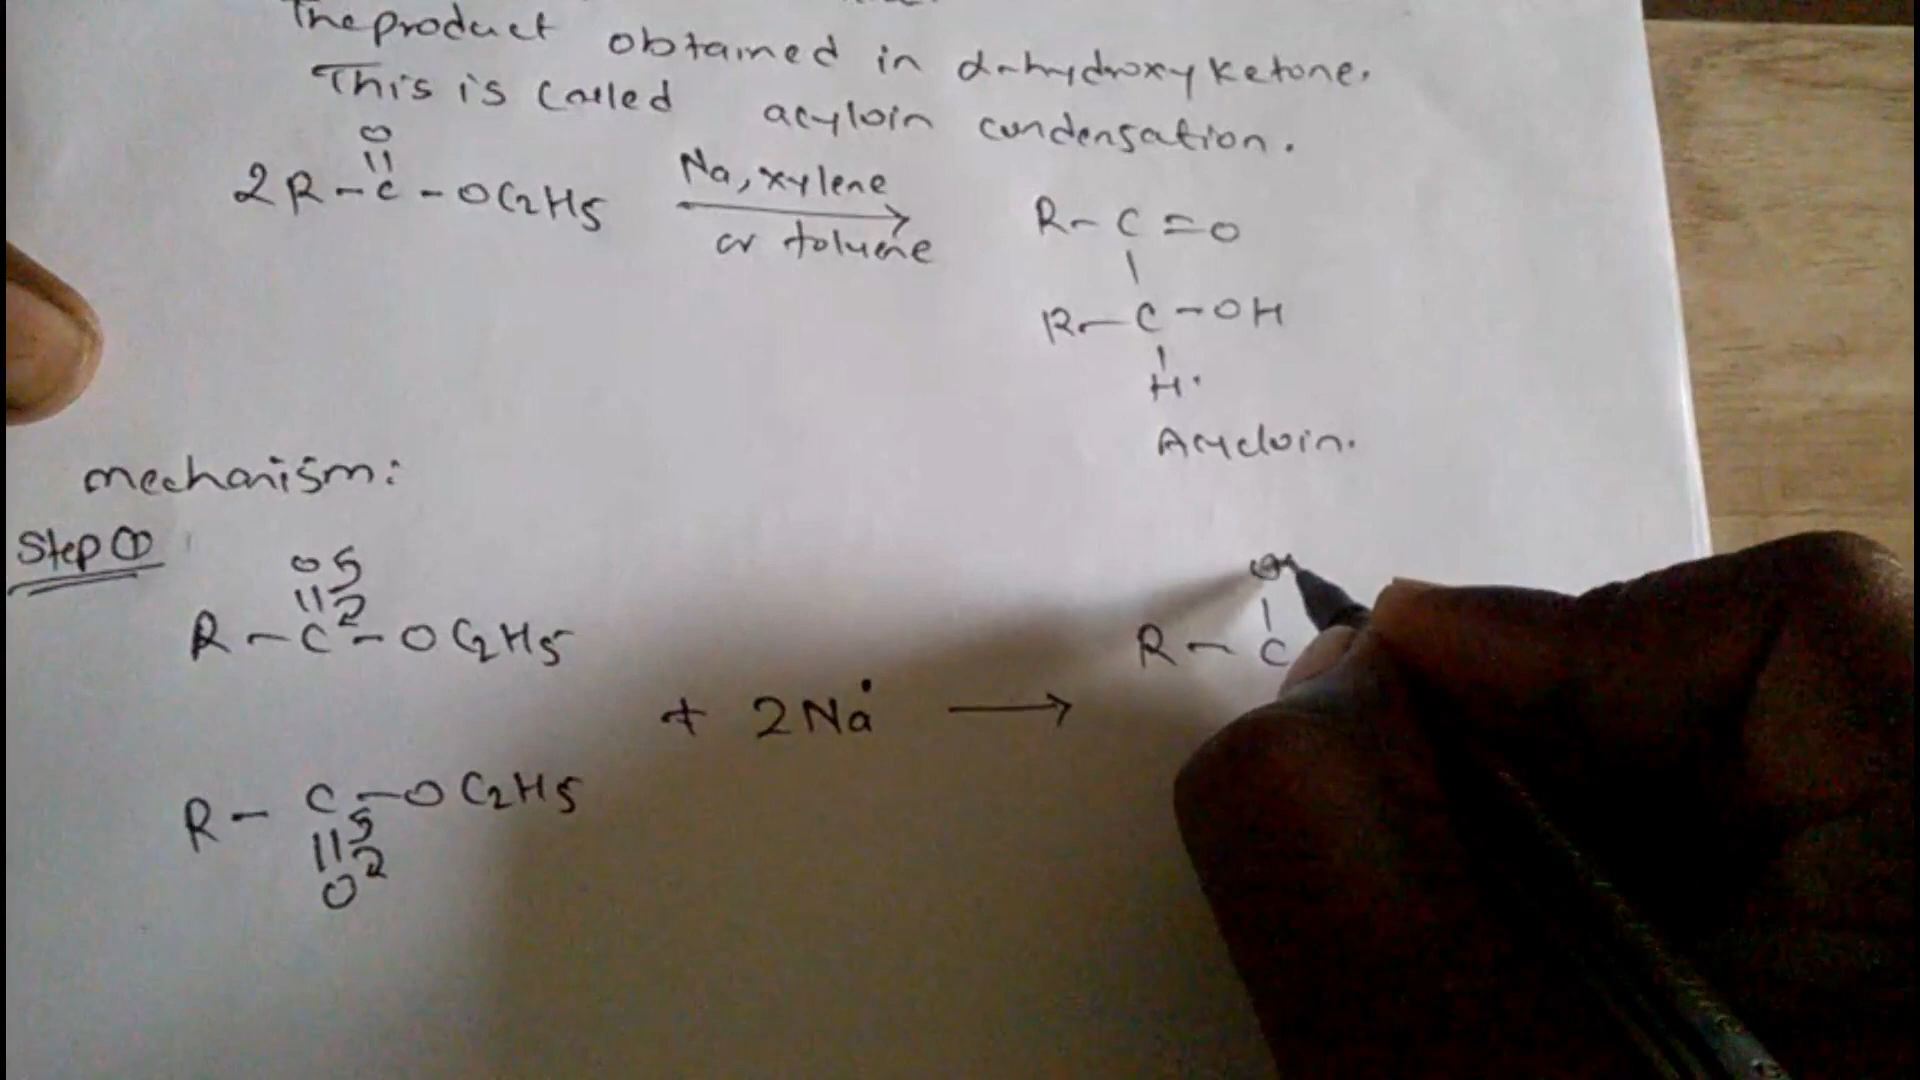 The product obtained in α-hydroxy ketone.
This is called acyloin condensation.
O
||
2R-C-OC2H5 Na, xylene
or toluene
R-C=O
|
R-C-OH
|
H.
Acyloin.
mechanism:
Step ①
O
||
R-C-OC2H5
+ 2Na• →
R-C-OC2H5
||
O
O
|
R-C